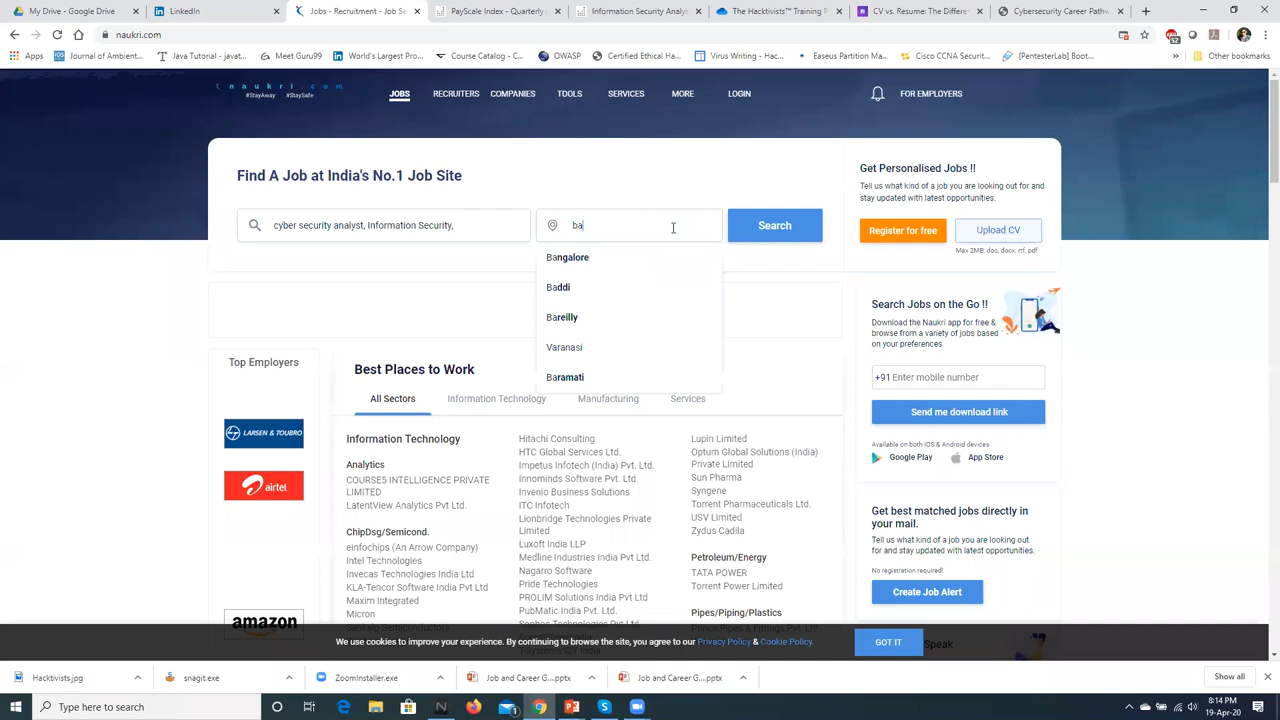 My Drive - Google Drive
LinkedIn
Jobs - Recruitment - Job Se
PayScale Index - Quarterly
Information Security Analys
The Hacktivists™ Training P
CV vs. Resume: The Differe
Cybersecurity Career Pathw
naukri.com
Apps
Journal of Ambient...
Java Tutorial - javat...
Meet Guru99
World's Largest Pro...
Course Catalog - C...
OWASP
Certified Ethical Hac...
Virus Writing - Hac...
Easeus Partition Ma...
Cisco CCNA Securit...
[PentesterLab] Boot...
Other bookmarks
naukri.com
#StayAway #StaySafe
JOBS
RECRUITERS
COMPANIES
TOOLS
SERVICES
MORE
LOGIN
FOR EMPLOYERS
Find A Job at India's No.1 Job Site
cyber security analyst, Information Security,
ba
Search
Bangalore
Baddi
Bareilly
Varanasi
Baramati
Get Personalised Jobs !!
Tell us what kind of a job you are looking out for and
stay updated with latest opportunities.
Register for free
Upload CV
Max 2MB, doc, docx, rtf, pdf
Search Jobs on the Go !!
Download the Naukri app for free &
browse from a variety of jobs based
on your preferences
+91 Enter mobile number
Send me download link
Available on both iOS & Android devices
Google Play
App Store
Get best matched jobs directly in
your mail.
Tell us what kind of a job you are looking out for
and stay updated with latest opportunities.
No registration required!
Create Job Alert
Speak
Top Employers
LARSEN & TOUBRO
airtel
amazon
Best Places to Work
All Sectors
Information Technology
Manufacturing
Services
Information Technology
Analytics
COURSE5 INTELLIGENCE PRIVATE
LIMITED
LatentView Analytics Pvt Ltd.
ChipDsg/Semicond.
einfochips (An Arrow Company)
Intel Technologies
Invecas Technologies India Ltd
KLA-Tencor Software India Pvt Ltd
Maxim Integrated
Micron
Sankalp Semiconductors
Hitachi Consulting
HTC Global Services.
Impetus Infotech (India) Pvt. Ltd.
Innominds Software Pvt. Ltd.
Invenio Business Solutions
ITC Infotech
Lionbridge Technologies Private
Limited
Luxoft India LLP
Medline Industries India Pvt Ltd.
Nagarro Software
Pride Technologies
PROLIM Solutions India Pvt Ltd
PubMatic India Pvt. Ltd.
T-Systems ICT India
Lupin Limited
Optum Global Solutions (India)
Private Limited
Sun Pharma
Syngene
Torrent Pharmaceuticals Ltd.
USV Limited
Zydus Cadila
Petroleum/Energy
TATA POWER
Torrent Power Limited
Pipes/Piping/Plastics
Prince Pipes & Fittings Pvt. Ltd.
We use cookies to improve your experience. By continuing to browse the site, you agree to our Privacy Policy & Cookie Policy.
GOT IT
Hacktivists.jpg
snagit.exe
ZoomInstaller.exe
Job and Career G....pptx
Job and Career G....pptx
Show all
Type here to search
8:14 PM
19-Apr-20